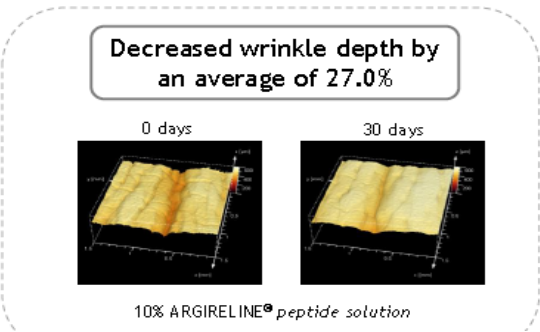 Decreased wrinkle depth by
an average of 27.0%
0 days
30 days
10% ARGIRELINE® peptide solution